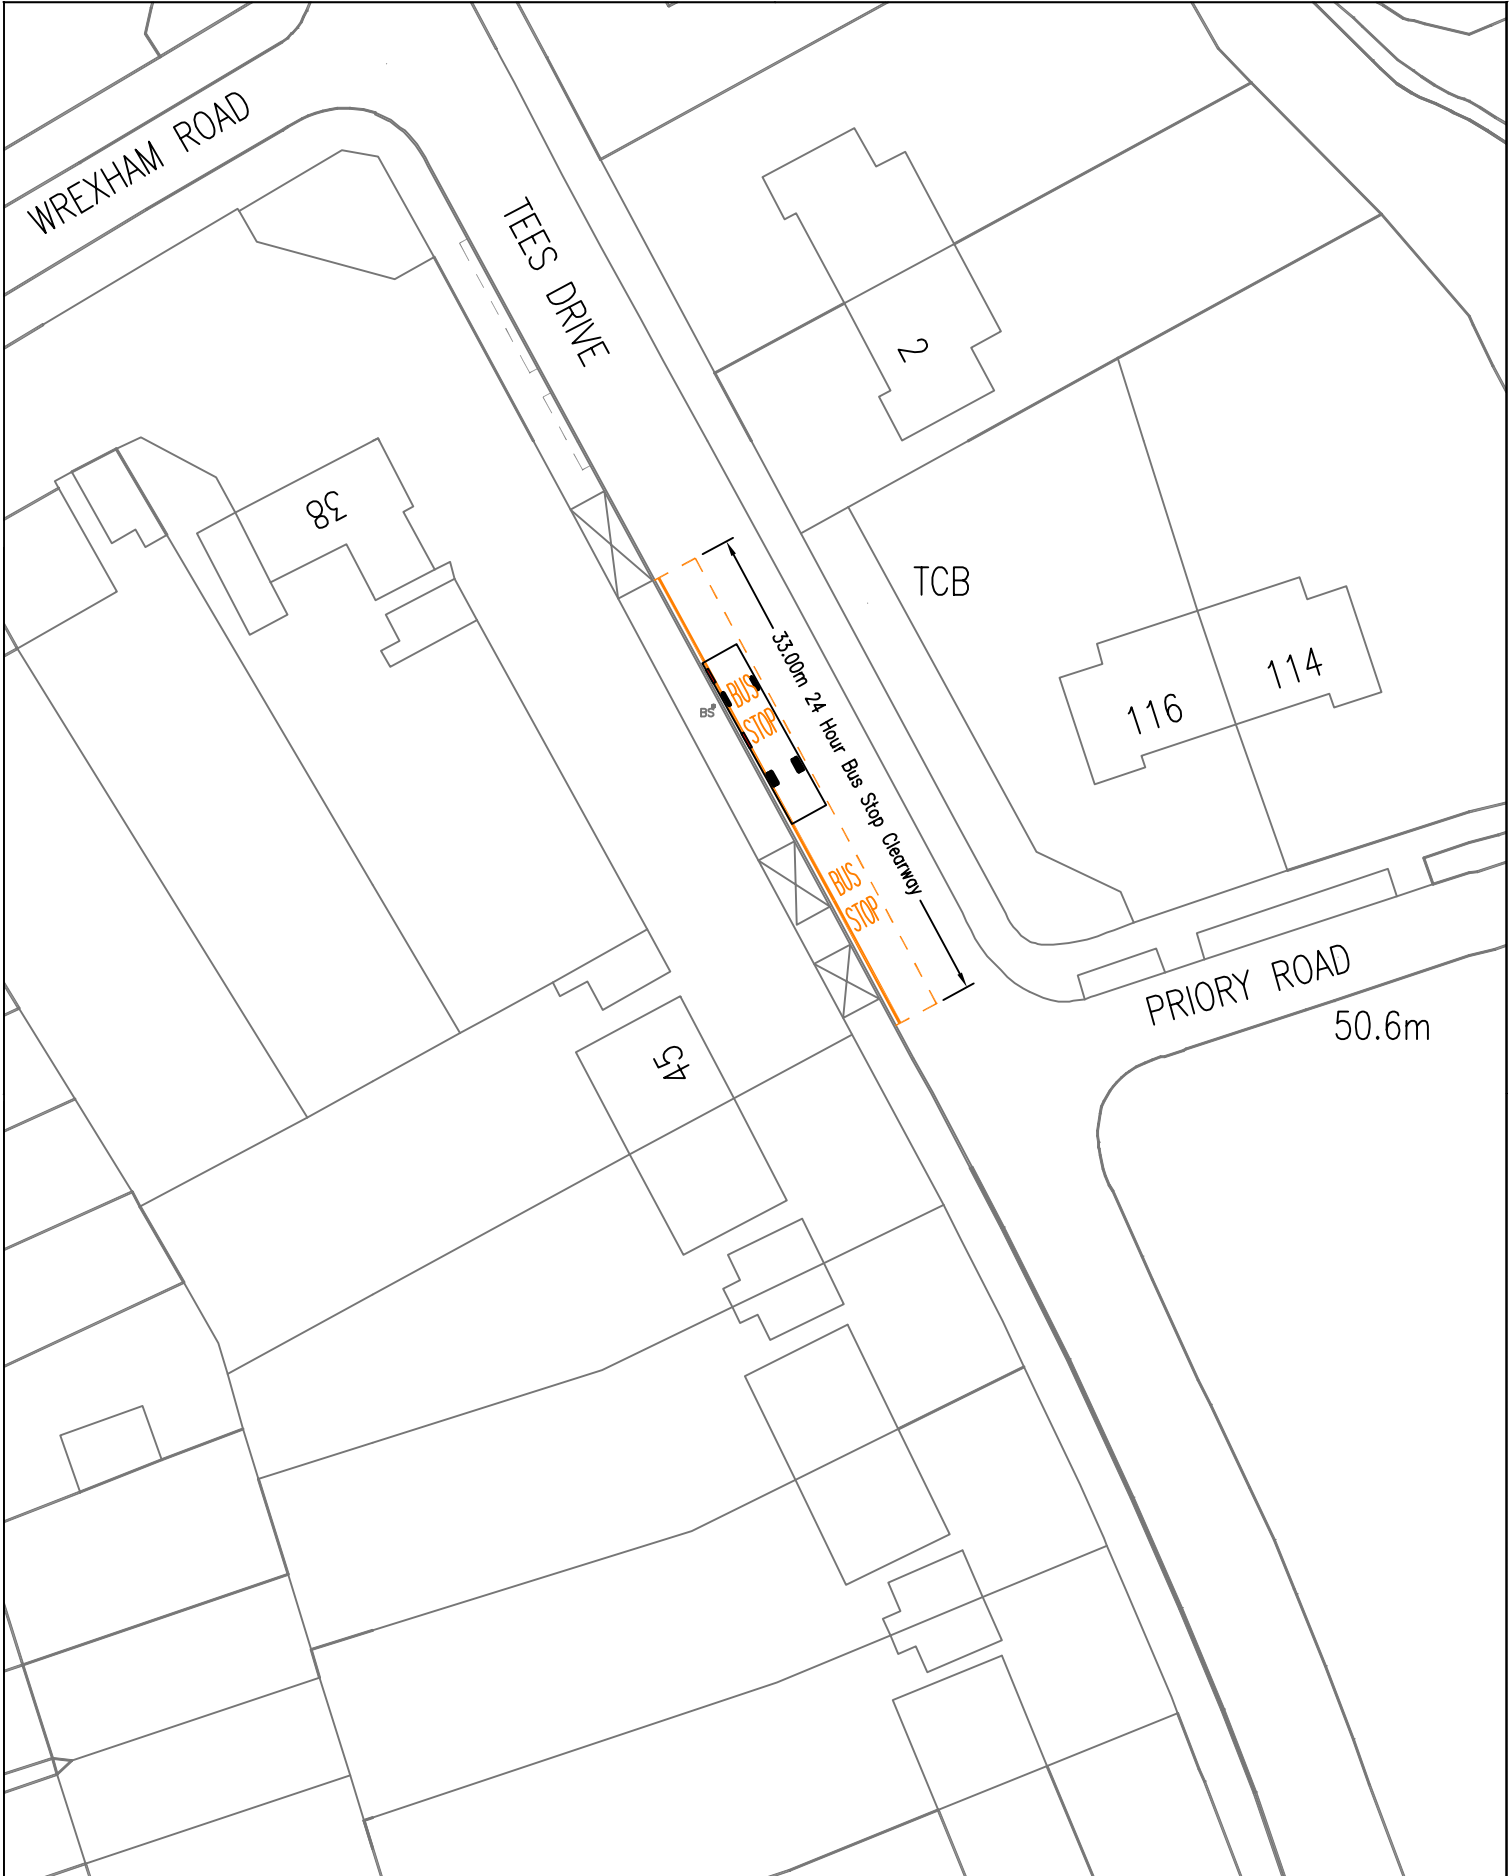 WREXHAM ROAD
TEES DRIVE
2
38
TCB
33.00m 24 Hour Bus Stop Clearway
116
114
BUS
STOP
BS
BUS
STOP
PRIORY ROAD
50.6m
45